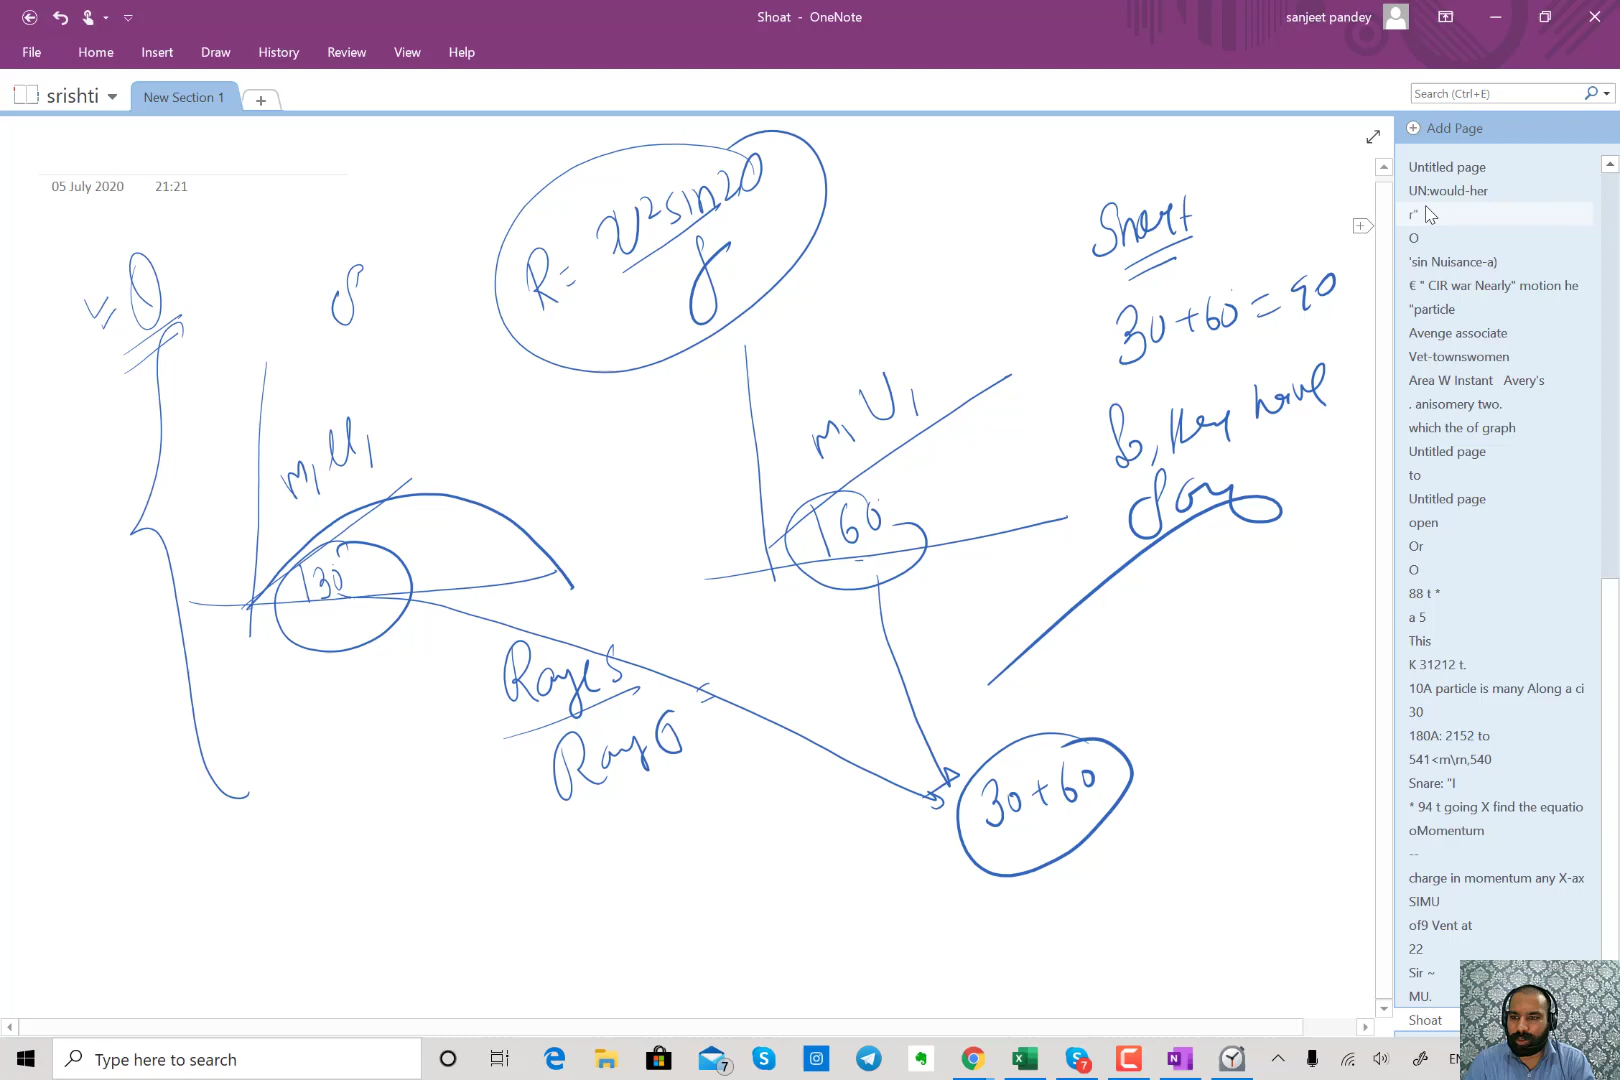 Shoat - OneNote
sanjeet pandey
File Home Insert Draw History Review View Help
srishti
New Section 1
Search (Ctrl+E)
05 July 2020 21:21
R = u²sin2θ
g
Short
30+60=90
So, they have
θ
m, u,
m, U,
30°
60°
Range
30+60
Add Page
Untitled page
UN:would-her
r"
O
'sin Nuisance-a)
€ " CIR war Nearly" motion he
"particle
Avenge associate
Vet-townswomen
Area W Instant Avery's
. anisomery two.
which the of graph
Untitled page
to
Untitled page
open
Or
O
88 t *
a 5
This
K 31212 t.
10A particle is many Along a ci
30
180A: 2152 to
541<m\rn,540
Snare: "I
* 94 t going X find the equatio
oMomentum
--
charge in momentum any X-ax
SIMU
of9 Vent at
22
Sir ~
MU.
Shoat
Type here to search
7
7